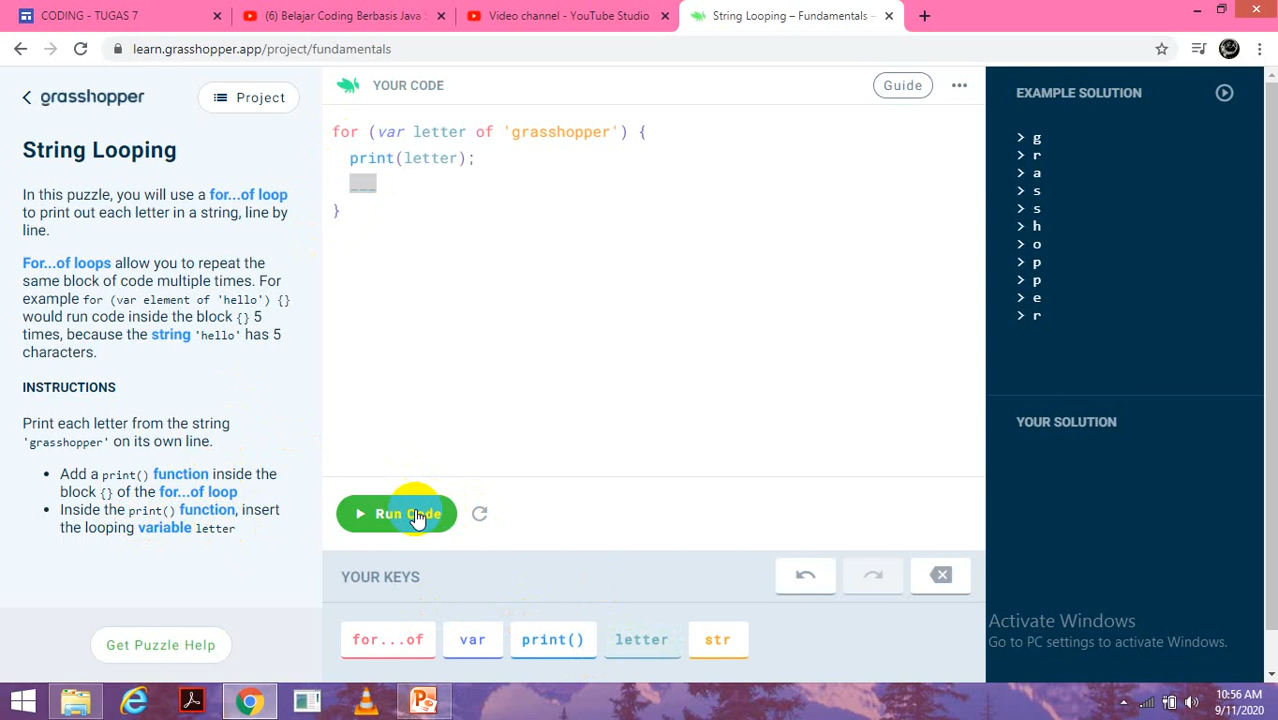 CODING - TUGAS 7
(6) Belajar Coding Berbasis Java S
Video channel - YouTube Studio
String Looping – Fundamentals –
learn.grasshopper.app/project/fundamentals
grasshopper
Project
String Looping
In this puzzle, you will use a for...of loop
to print out each letter in a string, line by
line.
For...of loops allow you to repeat the
same block of code multiple times. For
example for (var element of 'hello') {}
would run code inside the block {} 5
times, because the string 'hello' has 5
characters.
INSTRUCTIONS
Print each letter from the string
'grasshopper' on its own line.
• Add a print() function inside the
block {} of the for...of loop
• Inside the print() function, insert
the looping variable letter
Get Puzzle Help
YOUR CODE
Guide
for (var letter of 'grasshopper') {
print(letter);
___
}
Run Code
YOUR KEYS
for...of
var
print()
letter
str
EXAMPLE SOLUTION
> g
> r
> a
> s
> s
> h
> o
> p
> p
> e
> r
YOUR SOLUTION
Activate Windows
Go to PC settings to activate Windows.
10:56 AM
9/11/2020